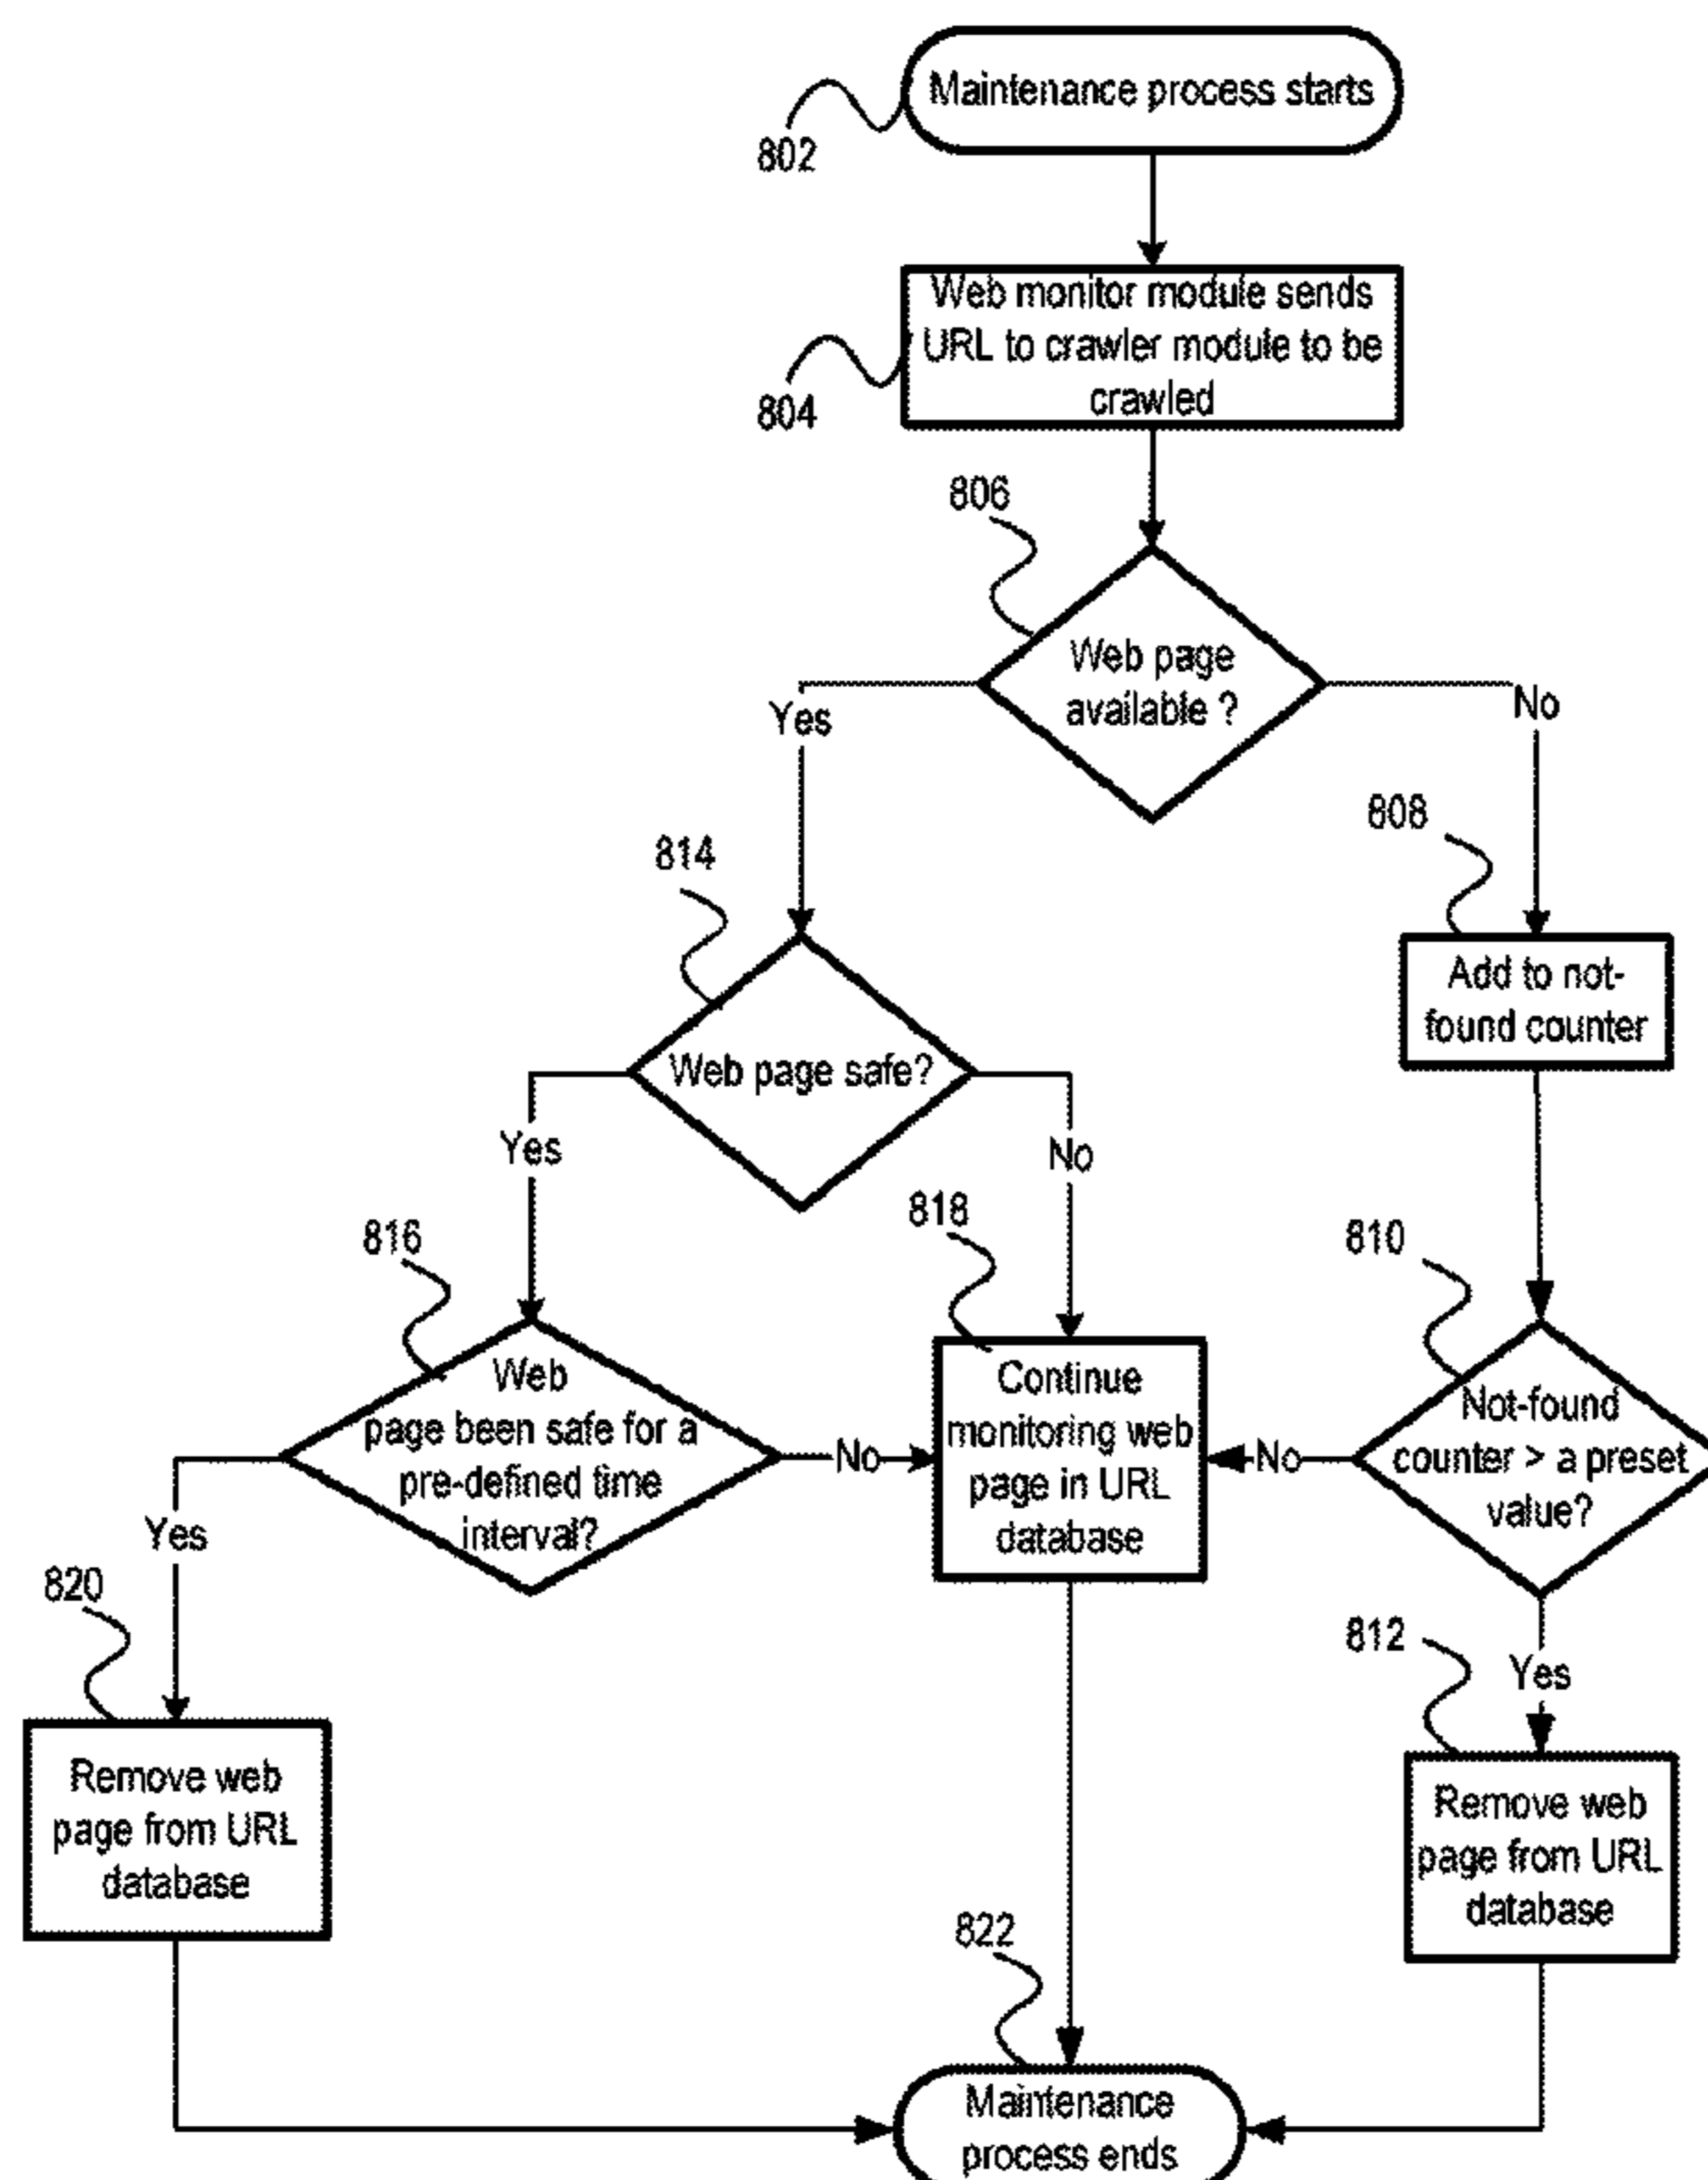 Maintenance process starts
802
Web monitor module sends
URL to crawler module to be
crawled
804
806
Web page
available ?
Yes
No
808
814
Add to not-
found counter
Web page safe?
Yes
No
816
818
810
Web
page been safe for a
pre-defined time
interval?
No
Continue
monitoring web
page in URL
database
No
Not-found
counter > a preset
value?
Yes
820
812
Yes
Remove web
page from URL
database
Remove web
page from URL
database
822
Maintenance
process ends